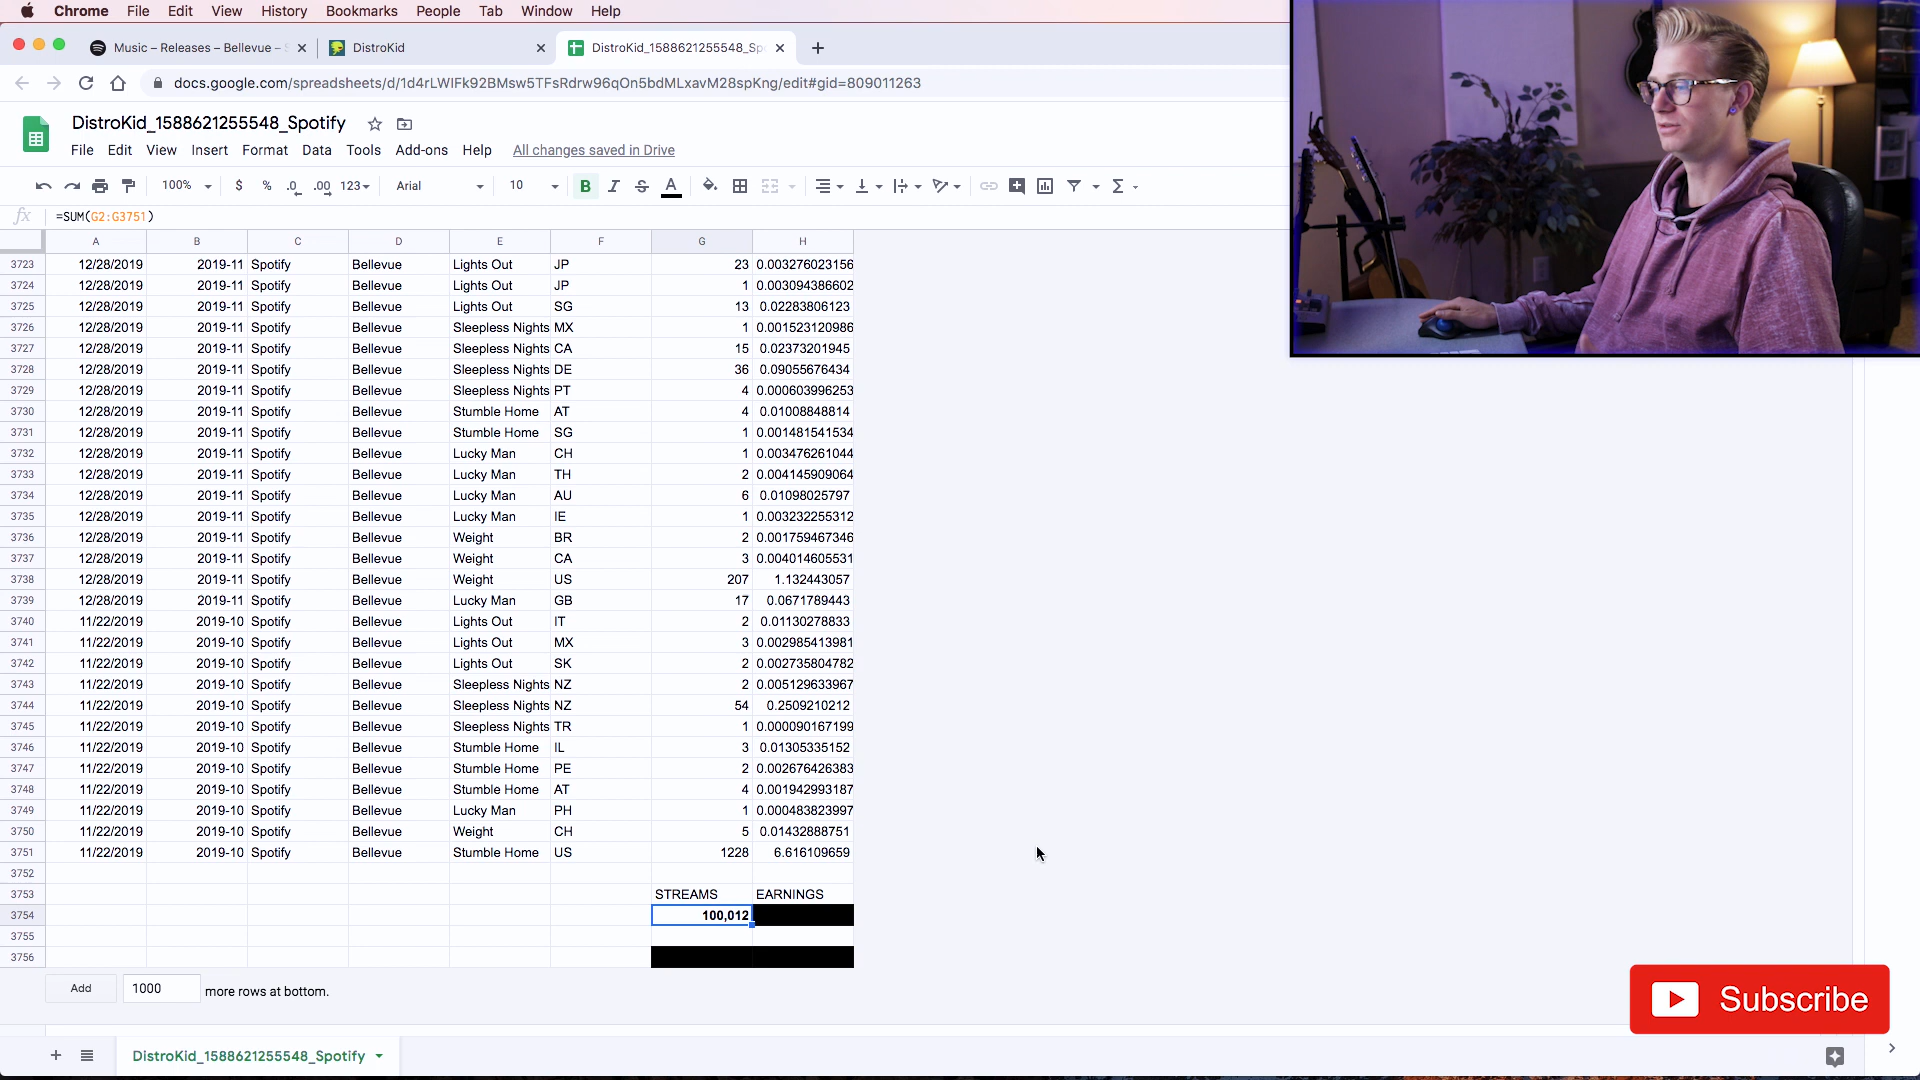 Chrome File Edit View History Bookmarks People Tab Window Help
Music – Releases – Bellevue – DistroKid DistroKid_1588621255548_Sp
docs.google.com/spreadsheets/d/1d4rLWIFk92BMsw5TFsRdrw96qOn5bdMLxavM28spKng/edit#gid=809011263
DistroKid_1588621255548_Spotify
File Edit View Insert Format Data Tools Add-ons Help All changes saved in Drive
100% $ % .0 .00 123 Arial 10 B I S A Σ
fx =SUM(G2:G3751)
A B C D E F G H
3723 12/28/2019 2019-11 Spotify Bellevue Lights Out JP 23 0.003276023156
3724 12/28/2019 2019-11 Spotify Bellevue Lights Out JP 1 0.003094386602
3725 12/28/2019 2019-11 Spotify Bellevue Lights Out SG 13 0.02283806123
3726 12/28/2019 2019-11 Spotify Bellevue Sleepless Nights MX 1 0.001523120986
3727 12/28/2019 2019-11 Spotify Bellevue Sleepless Nights CA 15 0.02373201945
3728 12/28/2019 2019-11 Spotify Bellevue Sleepless Nights DE 36 0.09055676434
3729 12/28/2019 2019-11 Spotify Bellevue Sleepless Nights PT 4 0.000603996253
3730 12/28/2019 2019-11 Spotify Bellevue Stumble Home AT 4 0.01008848814
3731 12/28/2019 2019-11 Spotify Bellevue Stumble Home SG 1 0.001481541534
3732 12/28/2019 2019-11 Spotify Bellevue Lucky Man CH 1 0.003476261044
3733 12/28/2019 2019-11 Spotify Bellevue Lucky Man TH 2 0.004145909064
3734 12/28/2019 2019-11 Spotify Bellevue Lucky Man AU 6 0.01098025797
3735 12/28/2019 2019-11 Spotify Bellevue Lucky Man IE 1 0.003232255312
3736 12/28/2019 2019-11 Spotify Bellevue Weight BR 2 0.001759467346
3737 12/28/2019 2019-11 Spotify Bellevue Weight CA 3 0.004014605531
3738 12/28/2019 2019-11 Spotify Bellevue Weight US 207 1.132443057
3739 12/28/2019 2019-11 Spotify Bellevue Lucky Man GB 17 0.0671789443
3740 11/22/2019 2019-10 Spotify Bellevue Lights Out IT 2 0.01130278833
3741 11/22/2019 2019-10 Spotify Bellevue Lights Out MX 3 0.002985413981
3742 11/22/2019 2019-10 Spotify Bellevue Lights Out SK 2 0.002735804782
3743 11/22/2019 2019-10 Spotify Bellevue Sleepless Nights NZ 2 0.005129633967
3744 11/22/2019 2019-10 Spotify Bellevue Sleepless Nights NZ 54 0.2509210212
3745 11/22/2019 2019-10 Spotify Bellevue Sleepless Nights TR 1 0.000090167199
3746 11/22/2019 2019-10 Spotify Bellevue Stumble Home IL 3 0.01305335152
3747 11/22/2019 2019-10 Spotify Bellevue Stumble Home PE 2 0.002676426383
3748 11/22/2019 2019-10 Spotify Bellevue Stumble Home AT 4 0.001942993187
3749 11/22/2019 2019-10 Spotify Bellevue Lucky Man PH 1 0.000483823997
3750 11/22/2019 2019-10 Spotify Bellevue Weight CH 5 0.01432888751
3751 11/22/2019 2019-10 Spotify Bellevue Stumble Home US 1228 6.616109659
3752
3753 STREAMS EARNINGS
3754 100,012
3755
3756
Add 1000 more rows at bottom.
Subscribe
DistroKid_1588621255548_Spotify